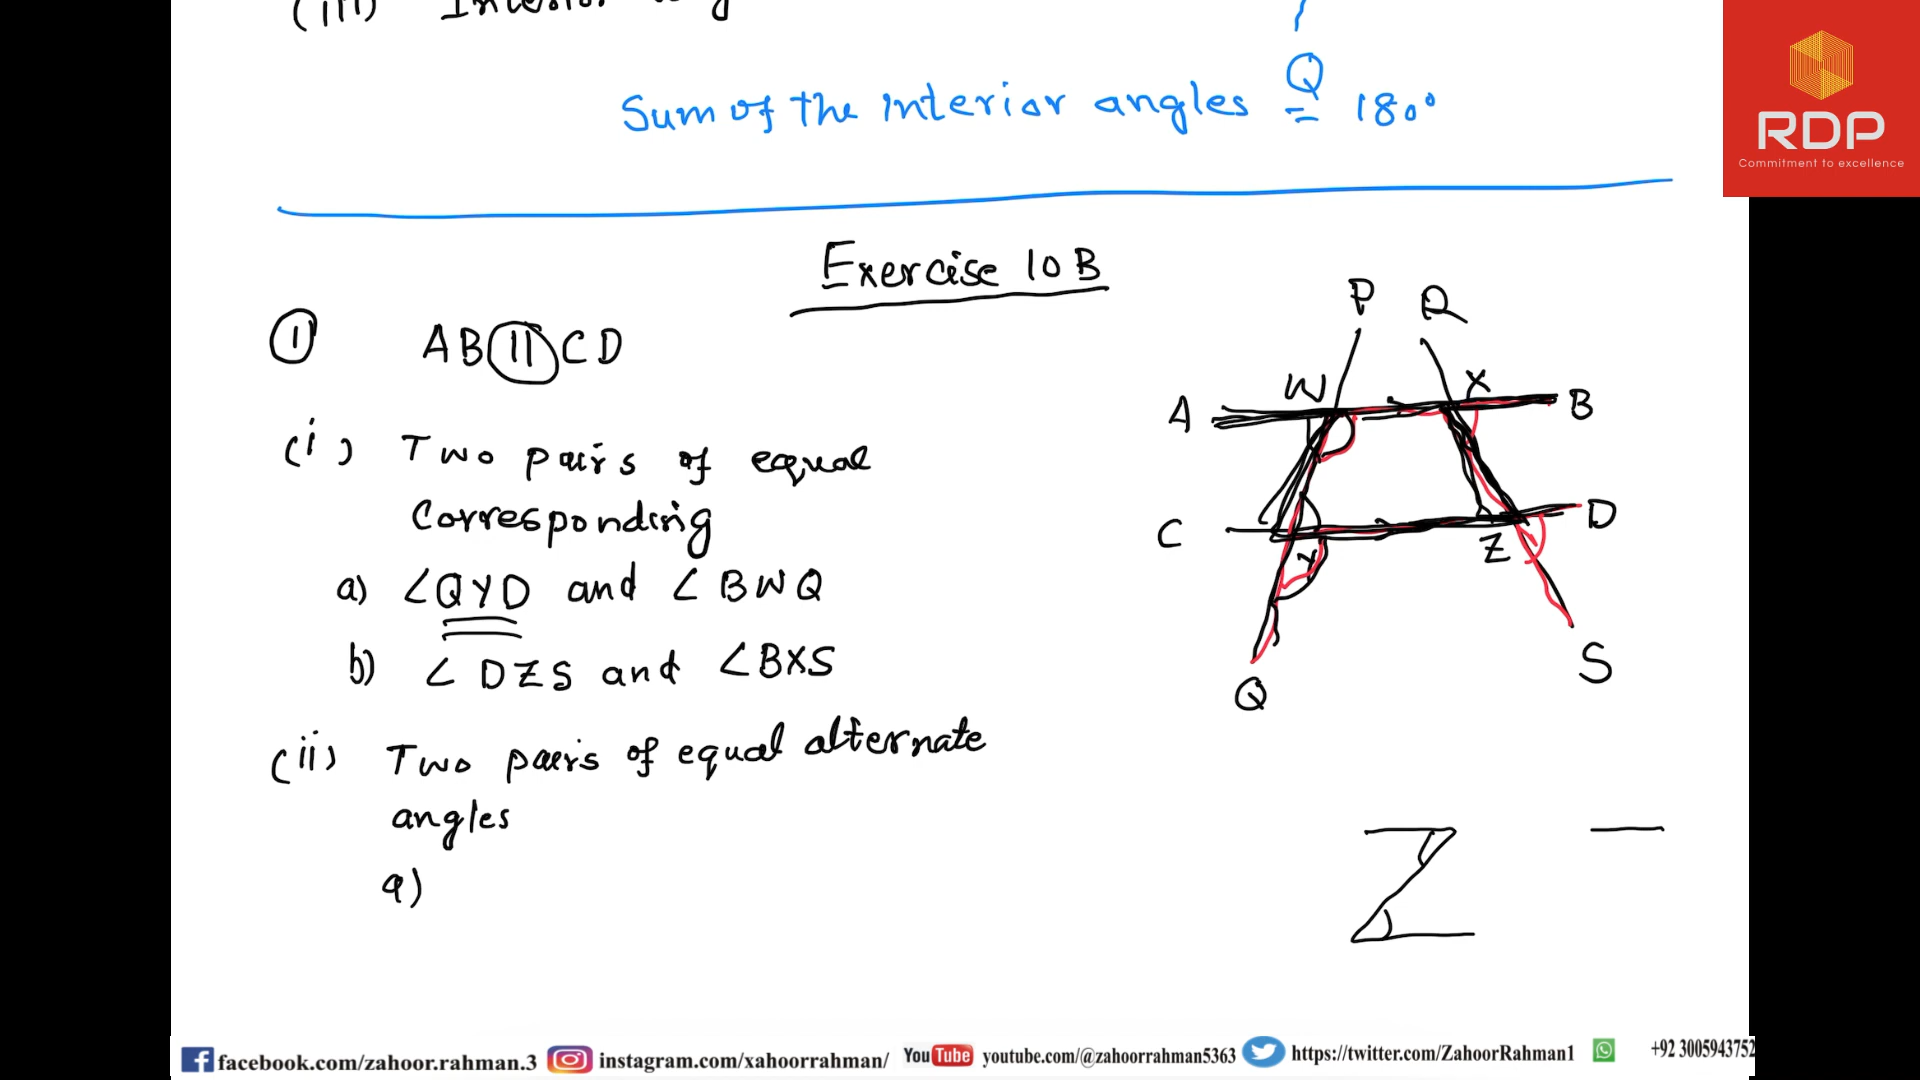 (iii) Interior
Q
Sum of the interior angles = 180°
RDP
Commitment to excellence
Exercise 10 B
① AB || CD
(i) Two pairs of equal
Corresponding
a) ∠QYD and ∠BWQ
b) ∠DZS and ∠BXS
(ii) Two pairs of equal alternate
angles
a)
P R
W X
A B
C D
Y Z
Q S
facebook.com/zahoor.rahman.3 instagram.com/xahoorrahman/ YouTube youtube.com/@zahoorrahman5363 https://twitter.com/ZahoorRahman1 +92 3005943752